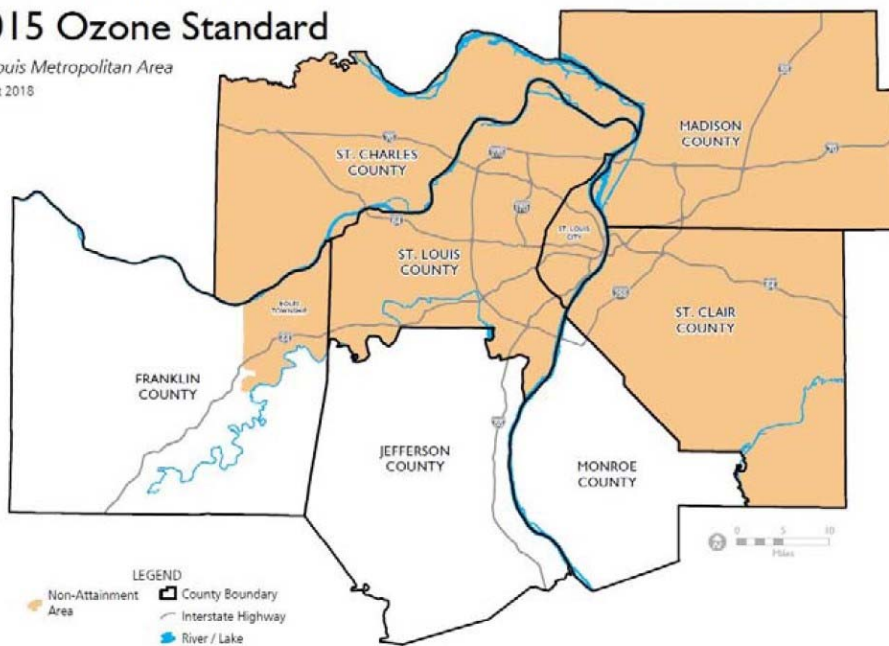 015 Ozone Standard
ouis Metropolitan Area
2018
ST. CHARLES
COUNTY
MADISON
COUNTY
ST. LOUIS
COUNTY
ST. LOUIS
CITY
ST. CLAIR
COUNTY
TOWNSHIP
FRANKLIN
COUNTY
JEFFERSON
COUNTY
MONROE
COUNTY
0 5 10
Miles
LEGEND
Non-Attainment
Area
County Boundary
Interstate Highway
River / Lake